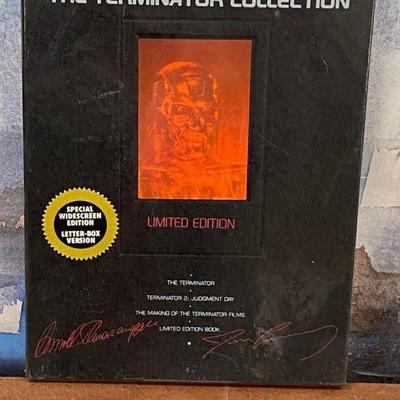 THE TERMINATOR COLLECTION
LIMITED EDITION
SPECIAL
WIDESCREEN
EDITION
LETTER-BOX
VERSION
THE TERMINATOR
TERMINATOR 2: JUDGMENT DAY
THE MAKING OF THE TERMINATOR FILMS
LIMITED EDITION BOOK